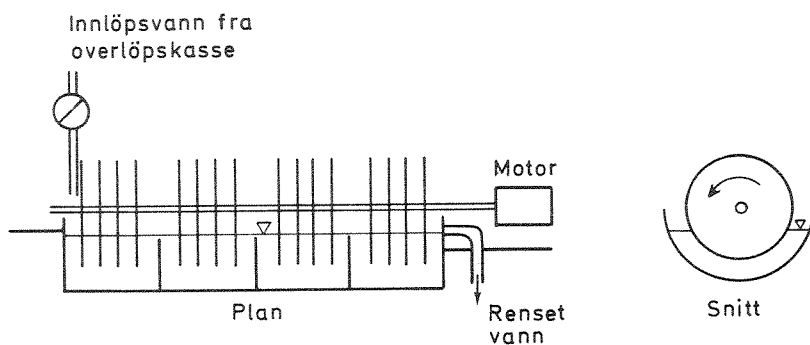 Innlöpsvann fra
overlöpskasse
Motor
Plan
Renset
vann
Snitt